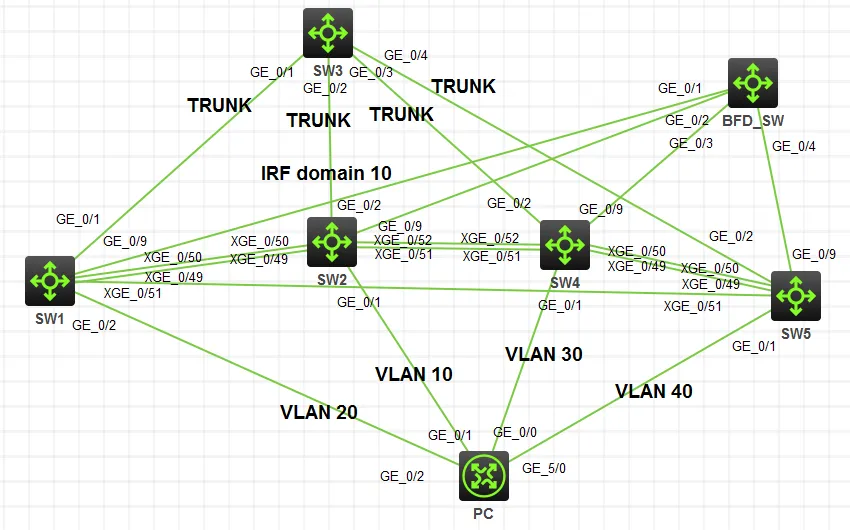 GE_0/4
SW3
GE_0/1
GE_0/3
GE_0/2
TRUNK
GE_0/1
TRUNK
TRUNK
TRUNK
GE_0/2
BFD_SW
GE_0/3
GE_0/4
IRF domain 10
GE_0/2
GE_0/2
GE_0/9
GE_0/1
GE_0/9
GE_0/9
XGE_0/50
XGE_0/52
XGE_0/52
GE_0/2
XGE_0/50
XGE_0/49
XGE_0/51
XGE_0/51
XGE_0/50
XGE_0/49
GE_0/9
XGE_0/49
XGE_0/50
XGE_0/49
SW2
SW4
XGE_0/51
GE_0/1
GE_0/1
XGE_0/51
SW1
GE_0/2
SW5
GE_0/1
VLAN 30
VLAN 10
VLAN 40
VLAN 20
GE_0/1
GE_0/0
GE_0/2
GE_5/0
PC